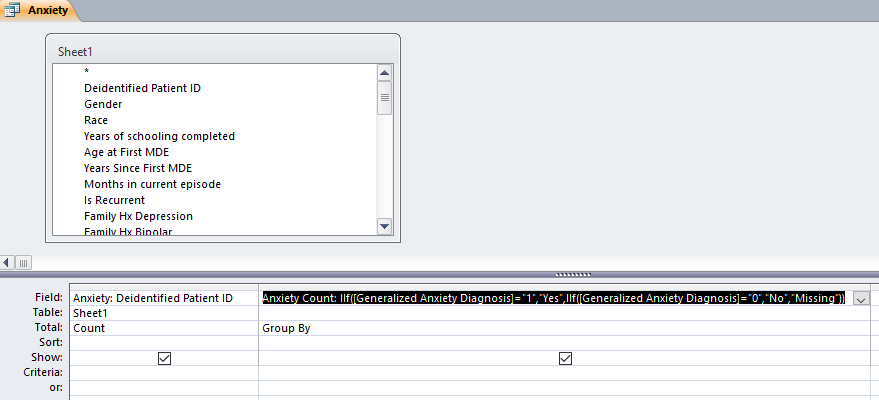 Anxiety
Sheet1
*
Deidentified Patient ID
Gender
Race
Years of schooling completed
Age at First MDE
Years Since First MDE
Months in current episode
Is Recurrent
Family Hx Depression
Family Hx Bipolar
Field: Anxiety: Deidentified Patient ID Anxiety Count: IIf([Generalized Anxiety Diagnosis]="1","Yes",IIf([Generalized Anxiety Diagnosis]="0","No","Missing"))
Table: Sheet1
Total: Count Group By
Sort:
Show:
Criteria:
or: